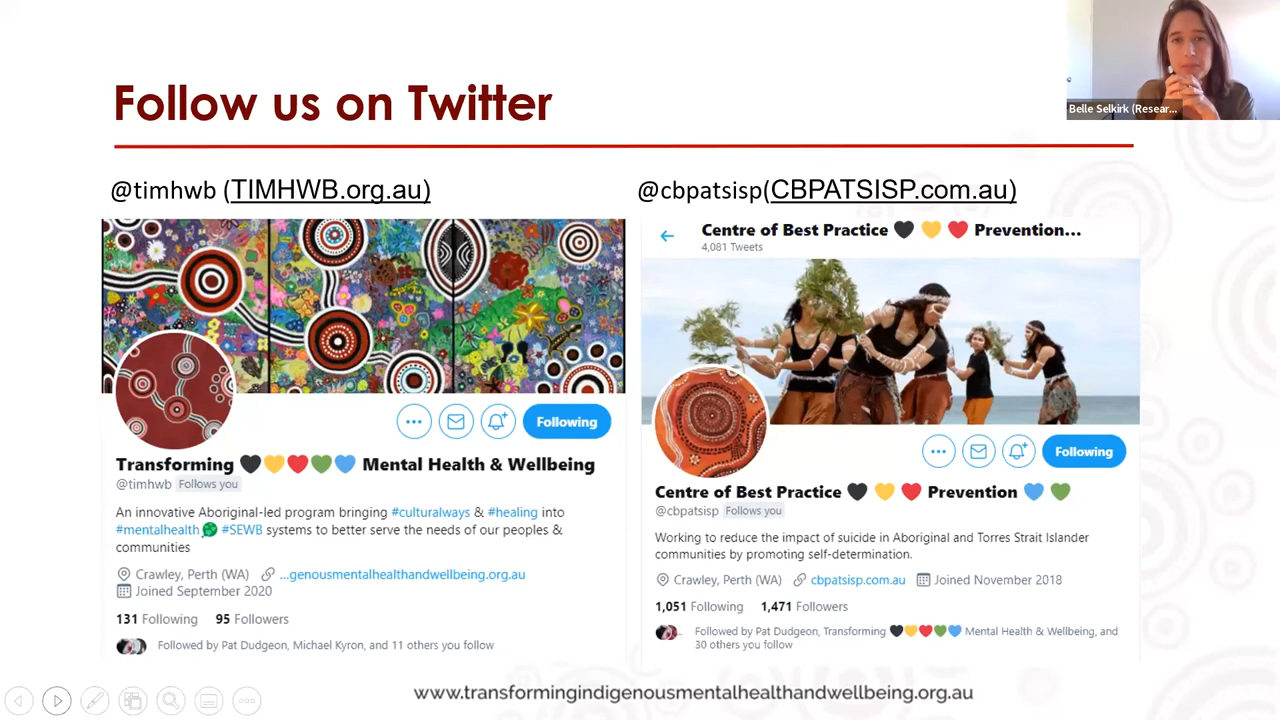 Follow us on Twitter
Belle Selkirk (Resear...
@timhwb (TIMHWB.org.au)
Following
Transforming 🖤💛❤️💚💙 Mental Health & Wellbeing
@timhwb Follows you
An innovative Aboriginal-led program bringing #culturalways & #healing into
#mentalhealth #SEWB systems to better serve the needs of our peoples &
communities
Crawley, Perth (WA) ...genousmentalhealthandwellbeing.org.au
Joined September 2020
131 Following 95 Followers
Followed by Pat Dudgeon, Michael Kyron, and 11 others you follow
@cbpatsisp(CBPATSISP.com.au)
Centre of Best Practice 🖤💛❤️ Prevention...
4,081 Tweets
Following
Centre of Best Practice 🖤💛❤️ Prevention 💙💚
@cbpatsisp Follows you
Working to reduce the impact of suicide in Aboriginal and Torres Strait Islander
communities by promoting self-determination.
Crawley, Perth (WA) cbpatsisp.com.au Joined November 2018
1,051 Following 1,471 Followers
Followed by Pat Dudgeon, Transforming 🖤💛❤️💚💙 Mental Health & Wellbeing, and
30 others you follow
www.transformingindigenousmentalhealthandwellbeing.org.au